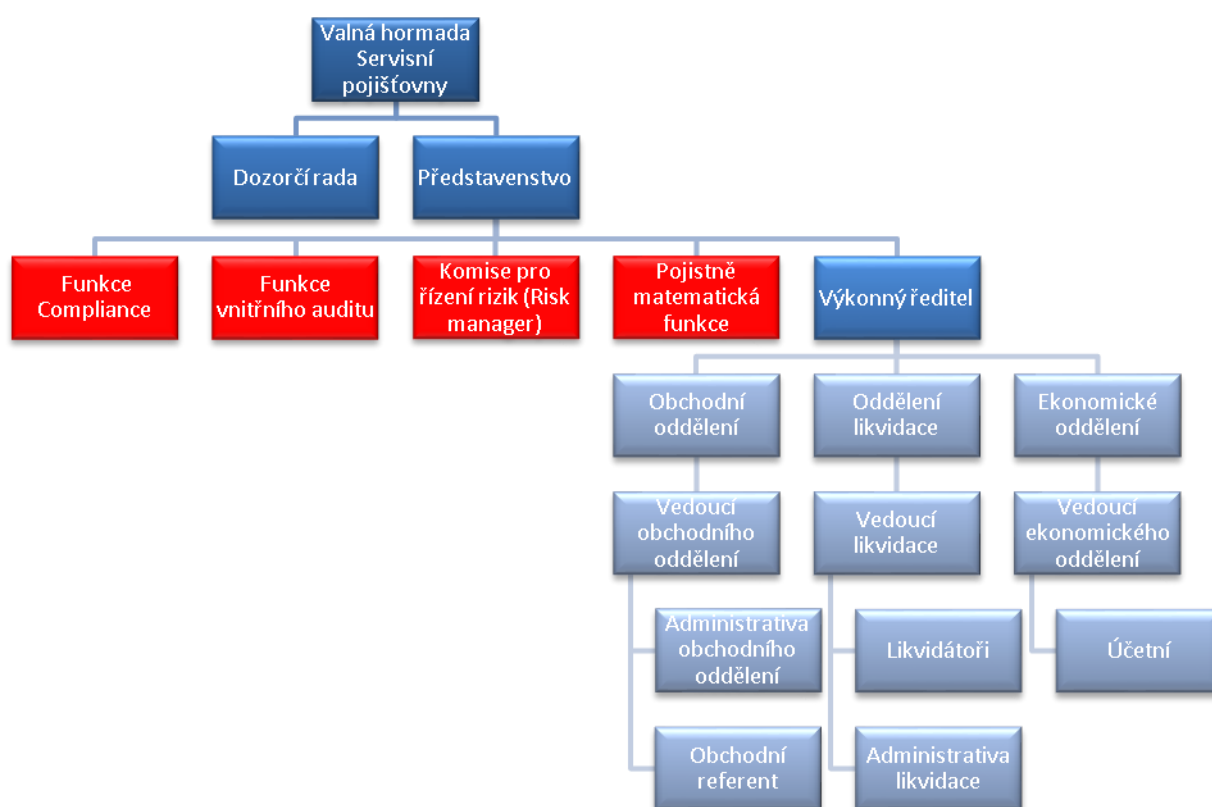 Valná hormada
Servisní
pojišťovny
Dozorčí rada
Představenstvo
Funkce
Compliance
Funkce
vnitřního auditu
Komise pro
řízení rizik (Risk
manager)
Pojistně
matematická
funkce
Výkonný ředitel
Obchodní
oddělení
Oddělení
likvidace
Ekonomické
oddělení
Vedoucí
obchodního
oddělení
Vedoucí
likvidace
Vedoucí
ekonomického
oddělení
Administrativa
obchodního
oddělení
Likvidátoři
Účetní
Obchodní
referent
Administrativa
likvidace